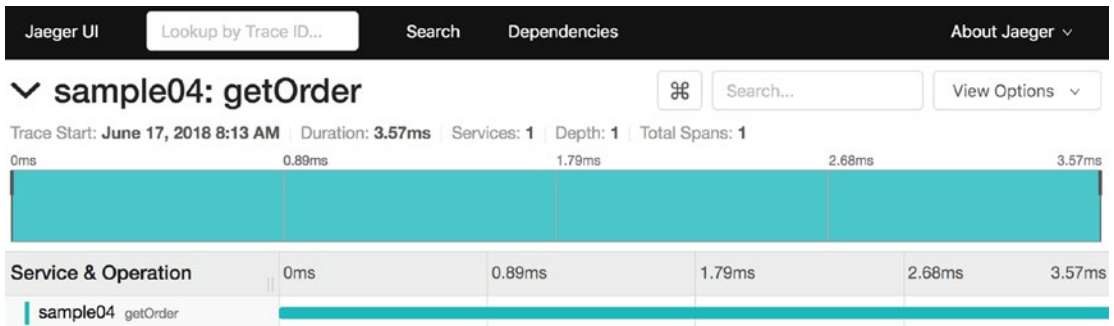 Jaeger UI Lookup by Trace ID... Search Dependencies About Jaeger
sample04: getOrder ⌘ Search... View Options
Trace Start: June 17, 2018 8:13 AM | Duration: 3.57ms | Services: 1 | Depth: 1 | Total Spans: 1
0ms 0.89ms 1.79ms 2.68ms 3.57ms
Service & Operation 0ms 0.89ms 1.79ms 2.68ms 3.57ms
sample04 getOrder